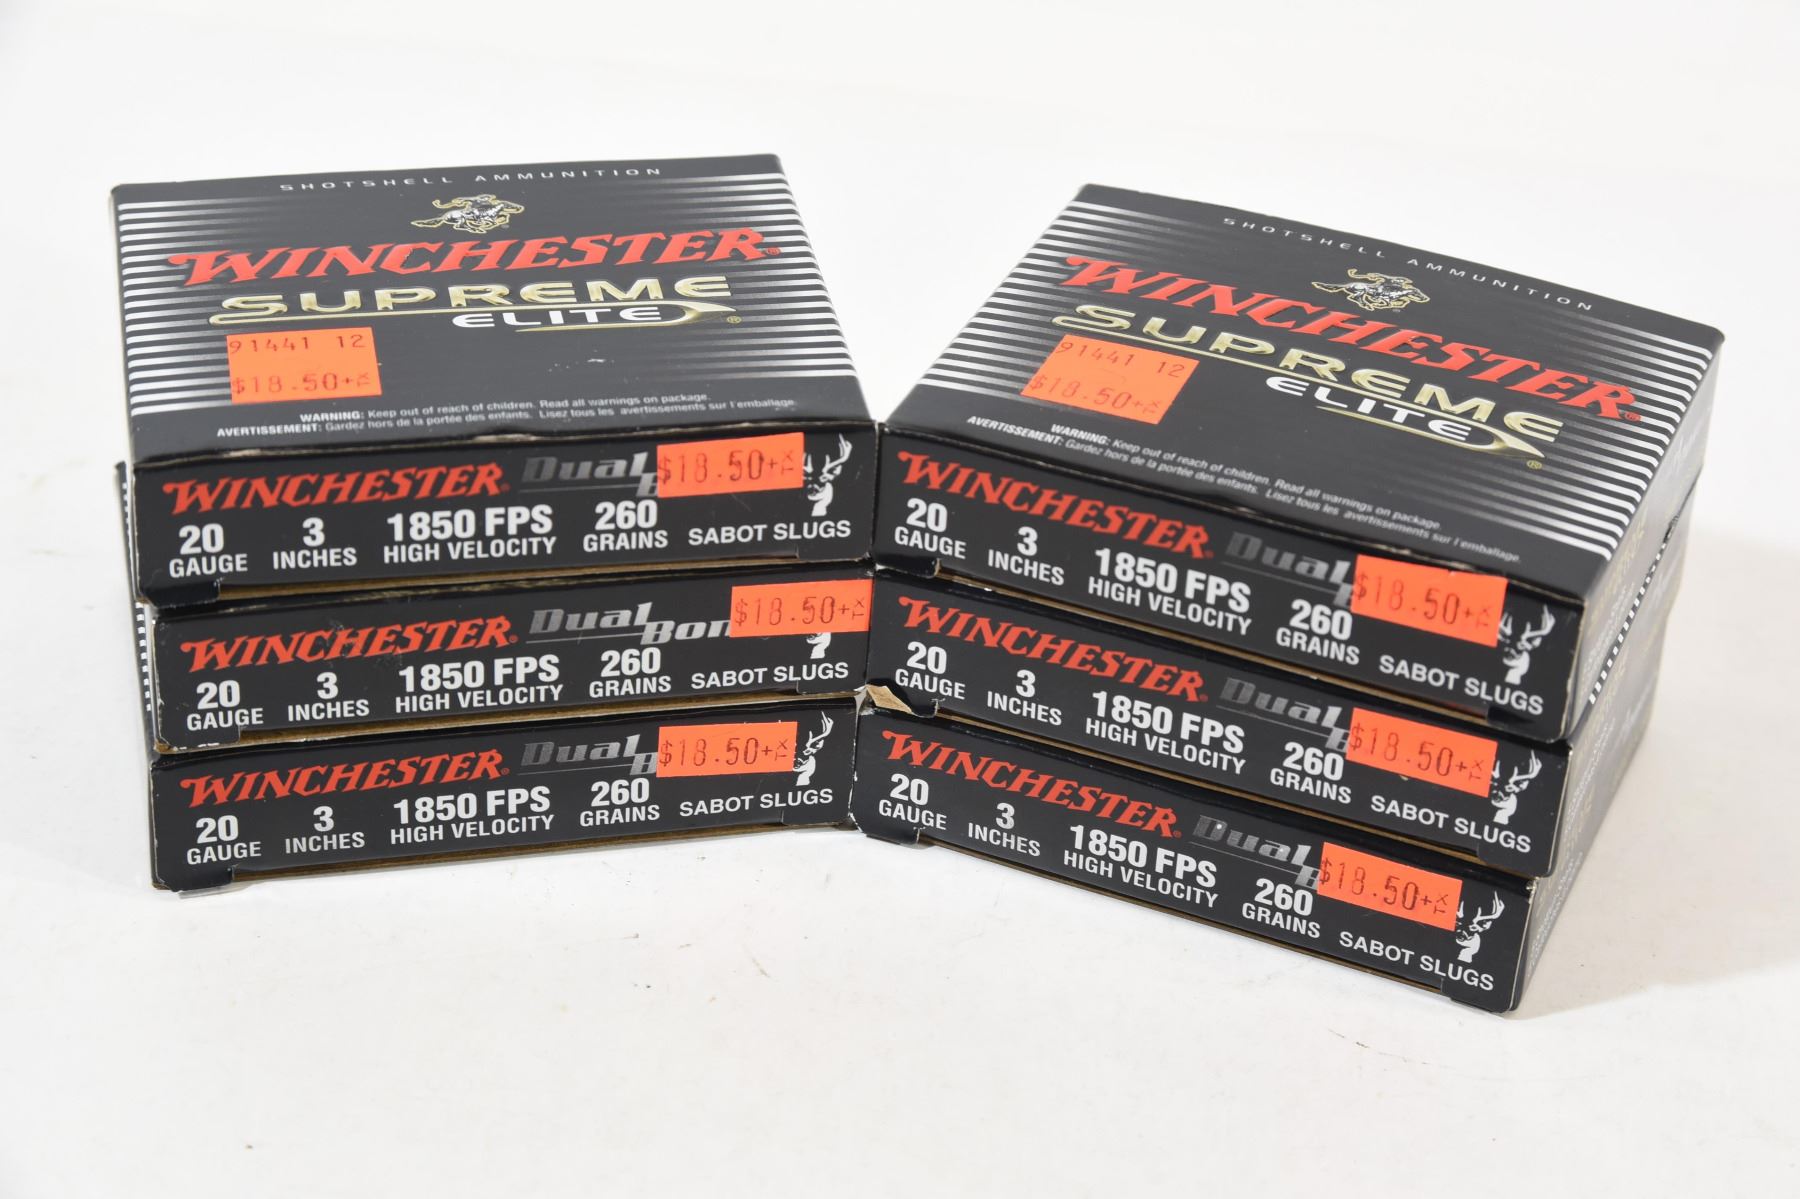 SHOTSHELL AMMUNITION
WINCHESTER®
SUPREME
ELITE®
91441 12
$18.50+
WARNING: Keep out of reach of children. Read all warnings on package.
AVERTISSEMENT: Gardez hors de la portée des enfants. Lisez tous les avertissements sur l'emballage.
WINCHESTER® Dual $18.50+
20 GAUGE 3 INCHES 1850 FPS HIGH VELOCITY 260 GRAINS SABOT SLUGS
WINCHESTER® Dual Bon $18.50+
20 GAUGE 3 INCHES 1850 FPS HIGH VELOCITY 260 GRAINS SABOT SLUGS
WINCHESTER® Dual $18.50+
20 GAUGE 3 INCHES 1850 FPS HIGH VELOCITY 260 GRAINS SABOT SLUGS
SHOTSHELL AMMUNITION
WINCHESTER®
SUPREME
ELITE®
91441 12
$18.50+
WARNING: Keep out of reach of children. Read all warnings on package.
AVERTISSEMENT: Gardez hors de la portée des enfants. Lisez tous les avertissements sur l'emballage.
WINCHESTER® Dual $18.50+
20 GAUGE 3 INCHES 1850 FPS HIGH VELOCITY 260 GRAINS SABOT SLUGS
WINCHESTER® Dual $18.50+
20 GAUGE 3 INCHES 1850 FPS HIGH VELOCITY 260 GRAINS SABOT SLUGS
WINCHESTER® Dual $18.50+
20 GAUGE 3 INCHES 1850 FPS HIGH VELOCITY 260 GRAINS SABOT SLUGS